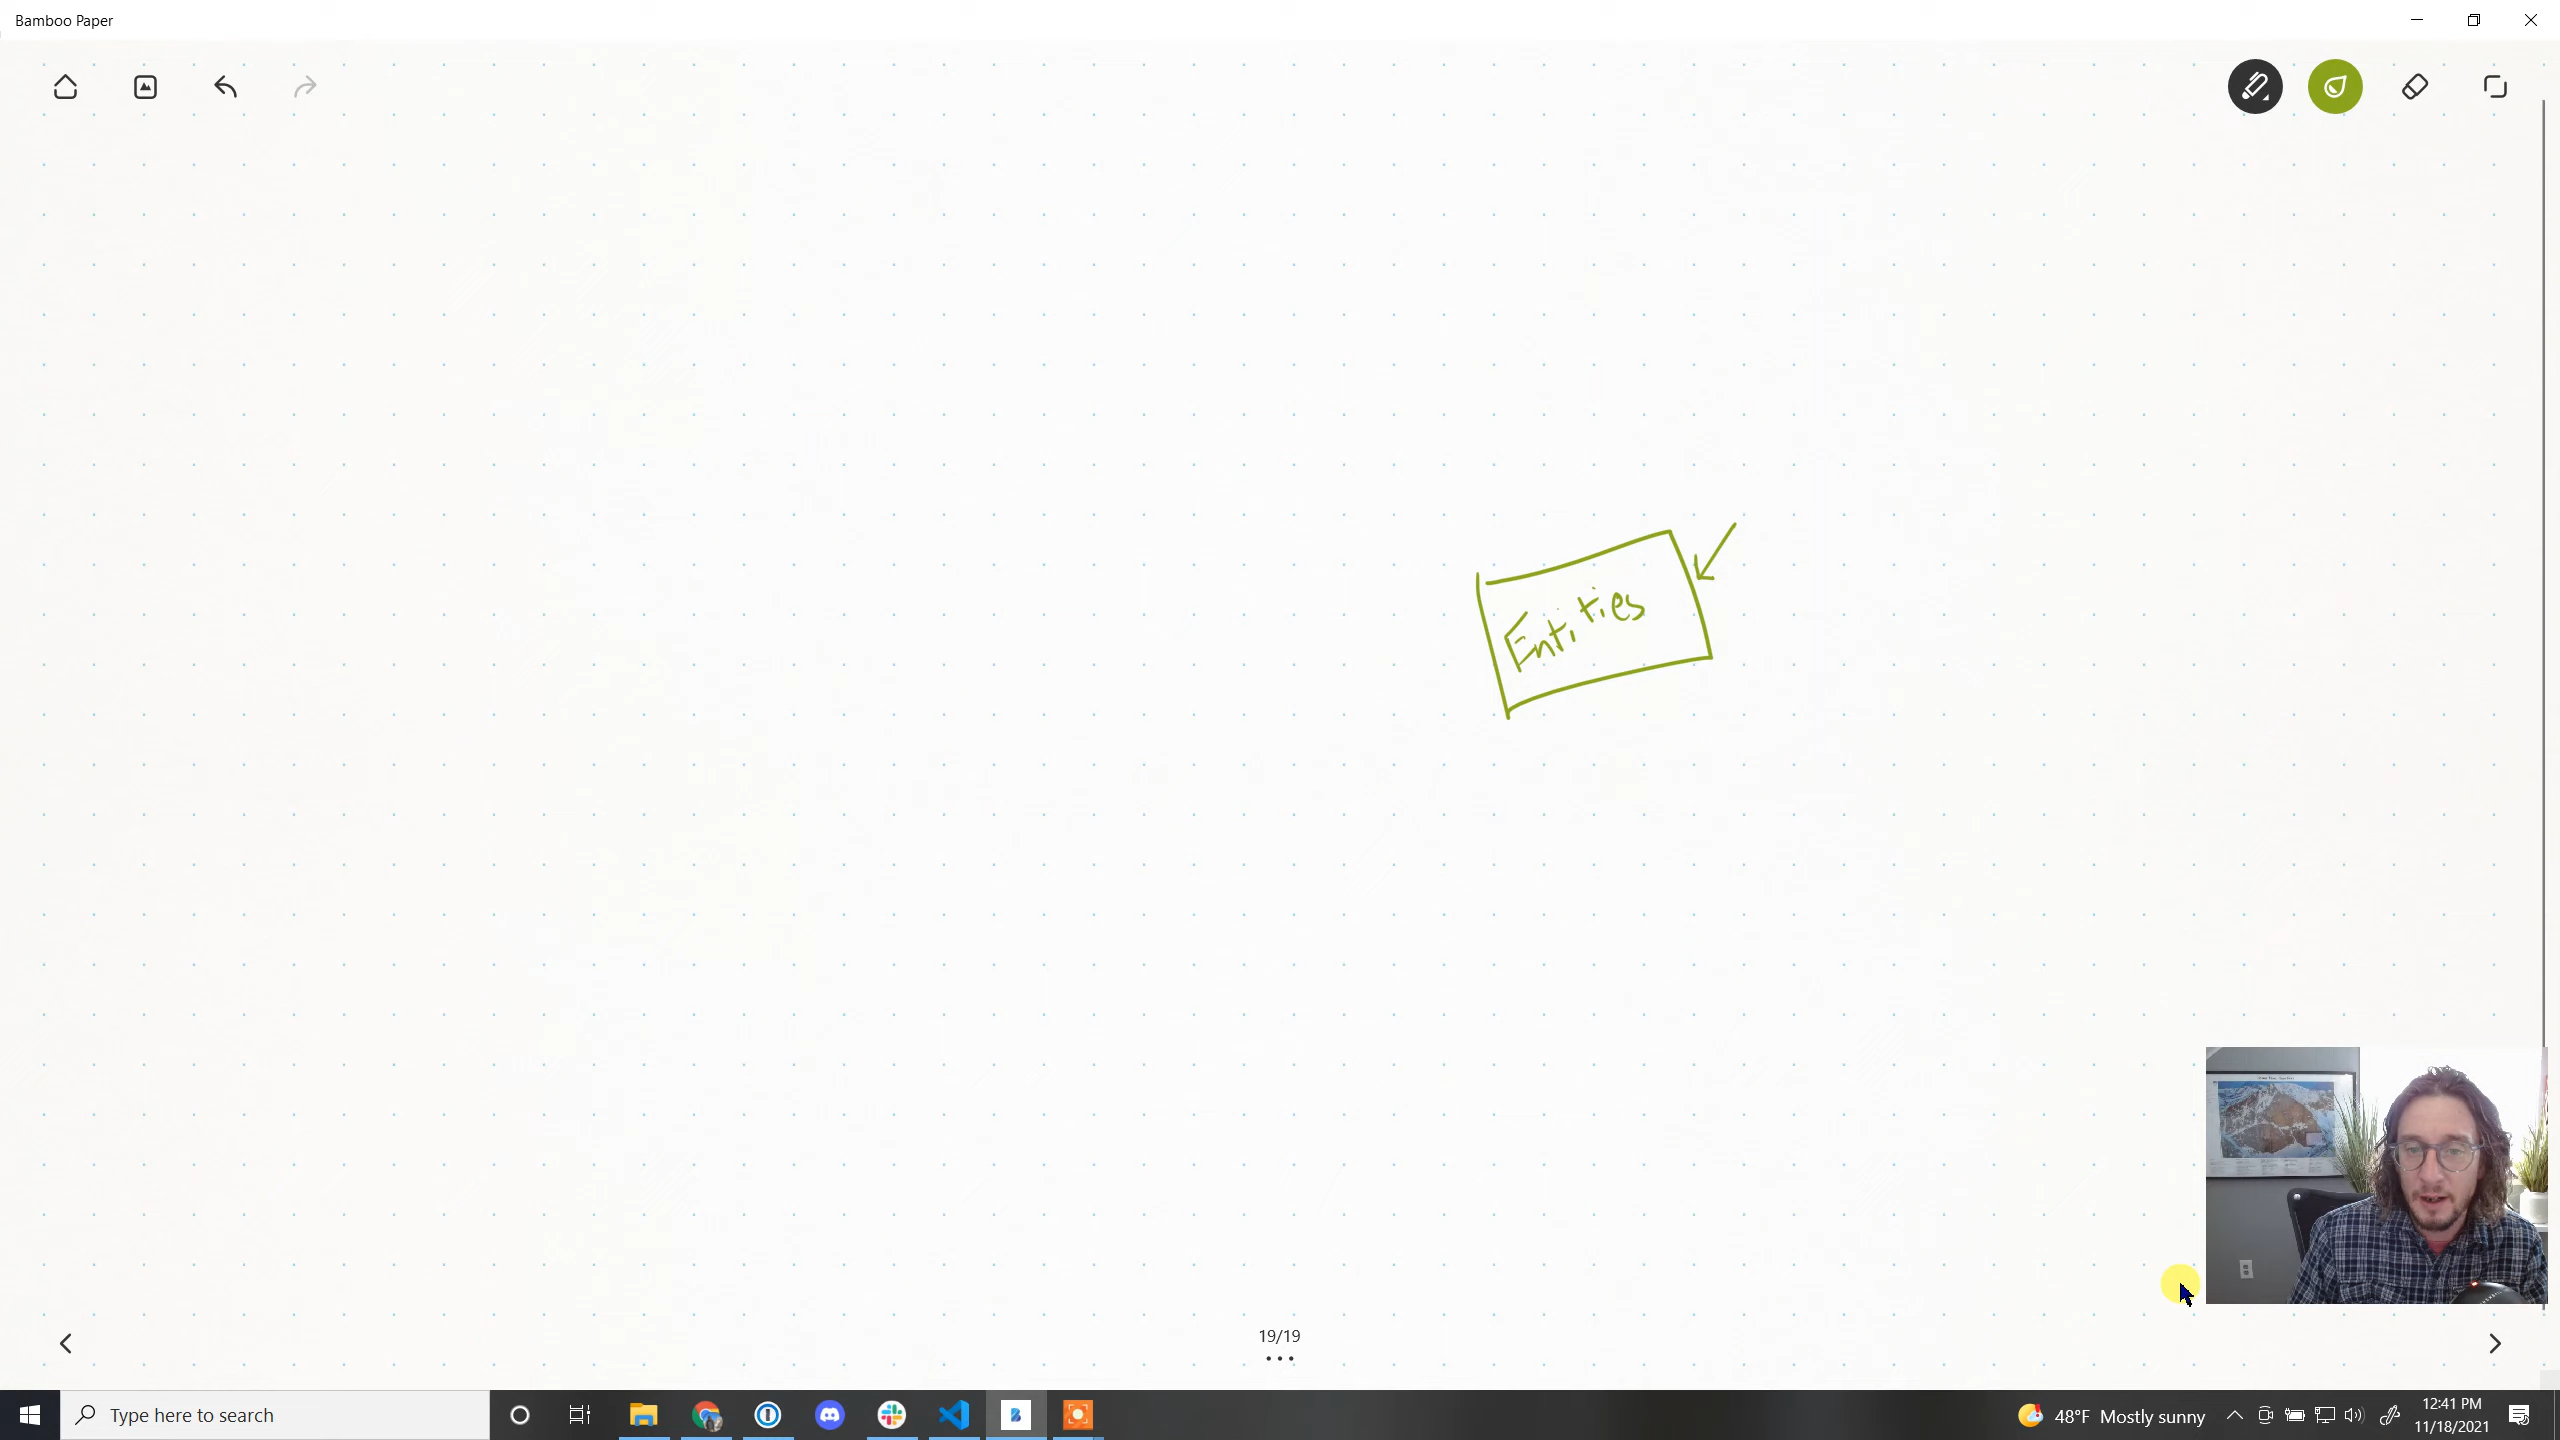 Bamboo Paper
Entities
19/19
Type here to search
48°F Mostly sunny
12:41 PM
11/18/2021